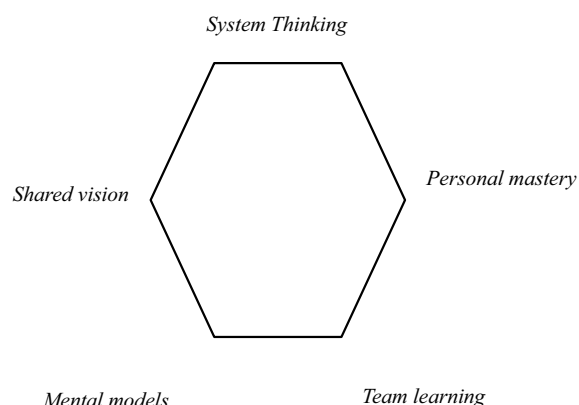 System Thinking
Shared vision
Personal mastery
Mental models
Team learning